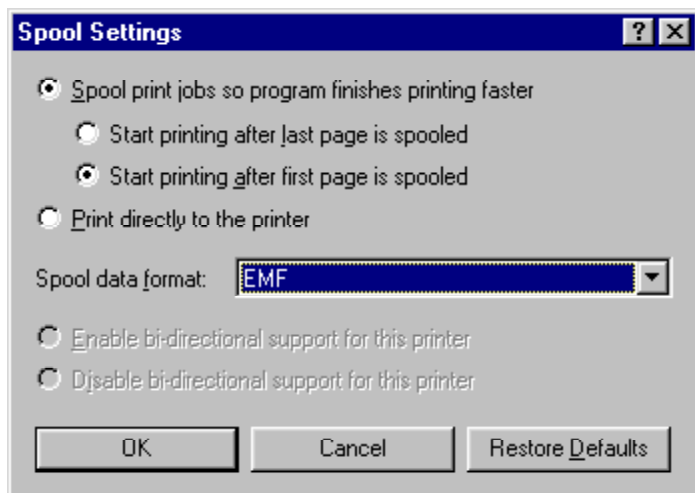 Spool Settings
Spool print jobs so program finishes printing faster
Start printing after last page is spooled
Start printing after first page is spooled
Print directly to the printer
Spool data format: EMF
Enable bi-directional support for this printer
Disable bi-directional support for this printer
OK Cancel Restore Defaults